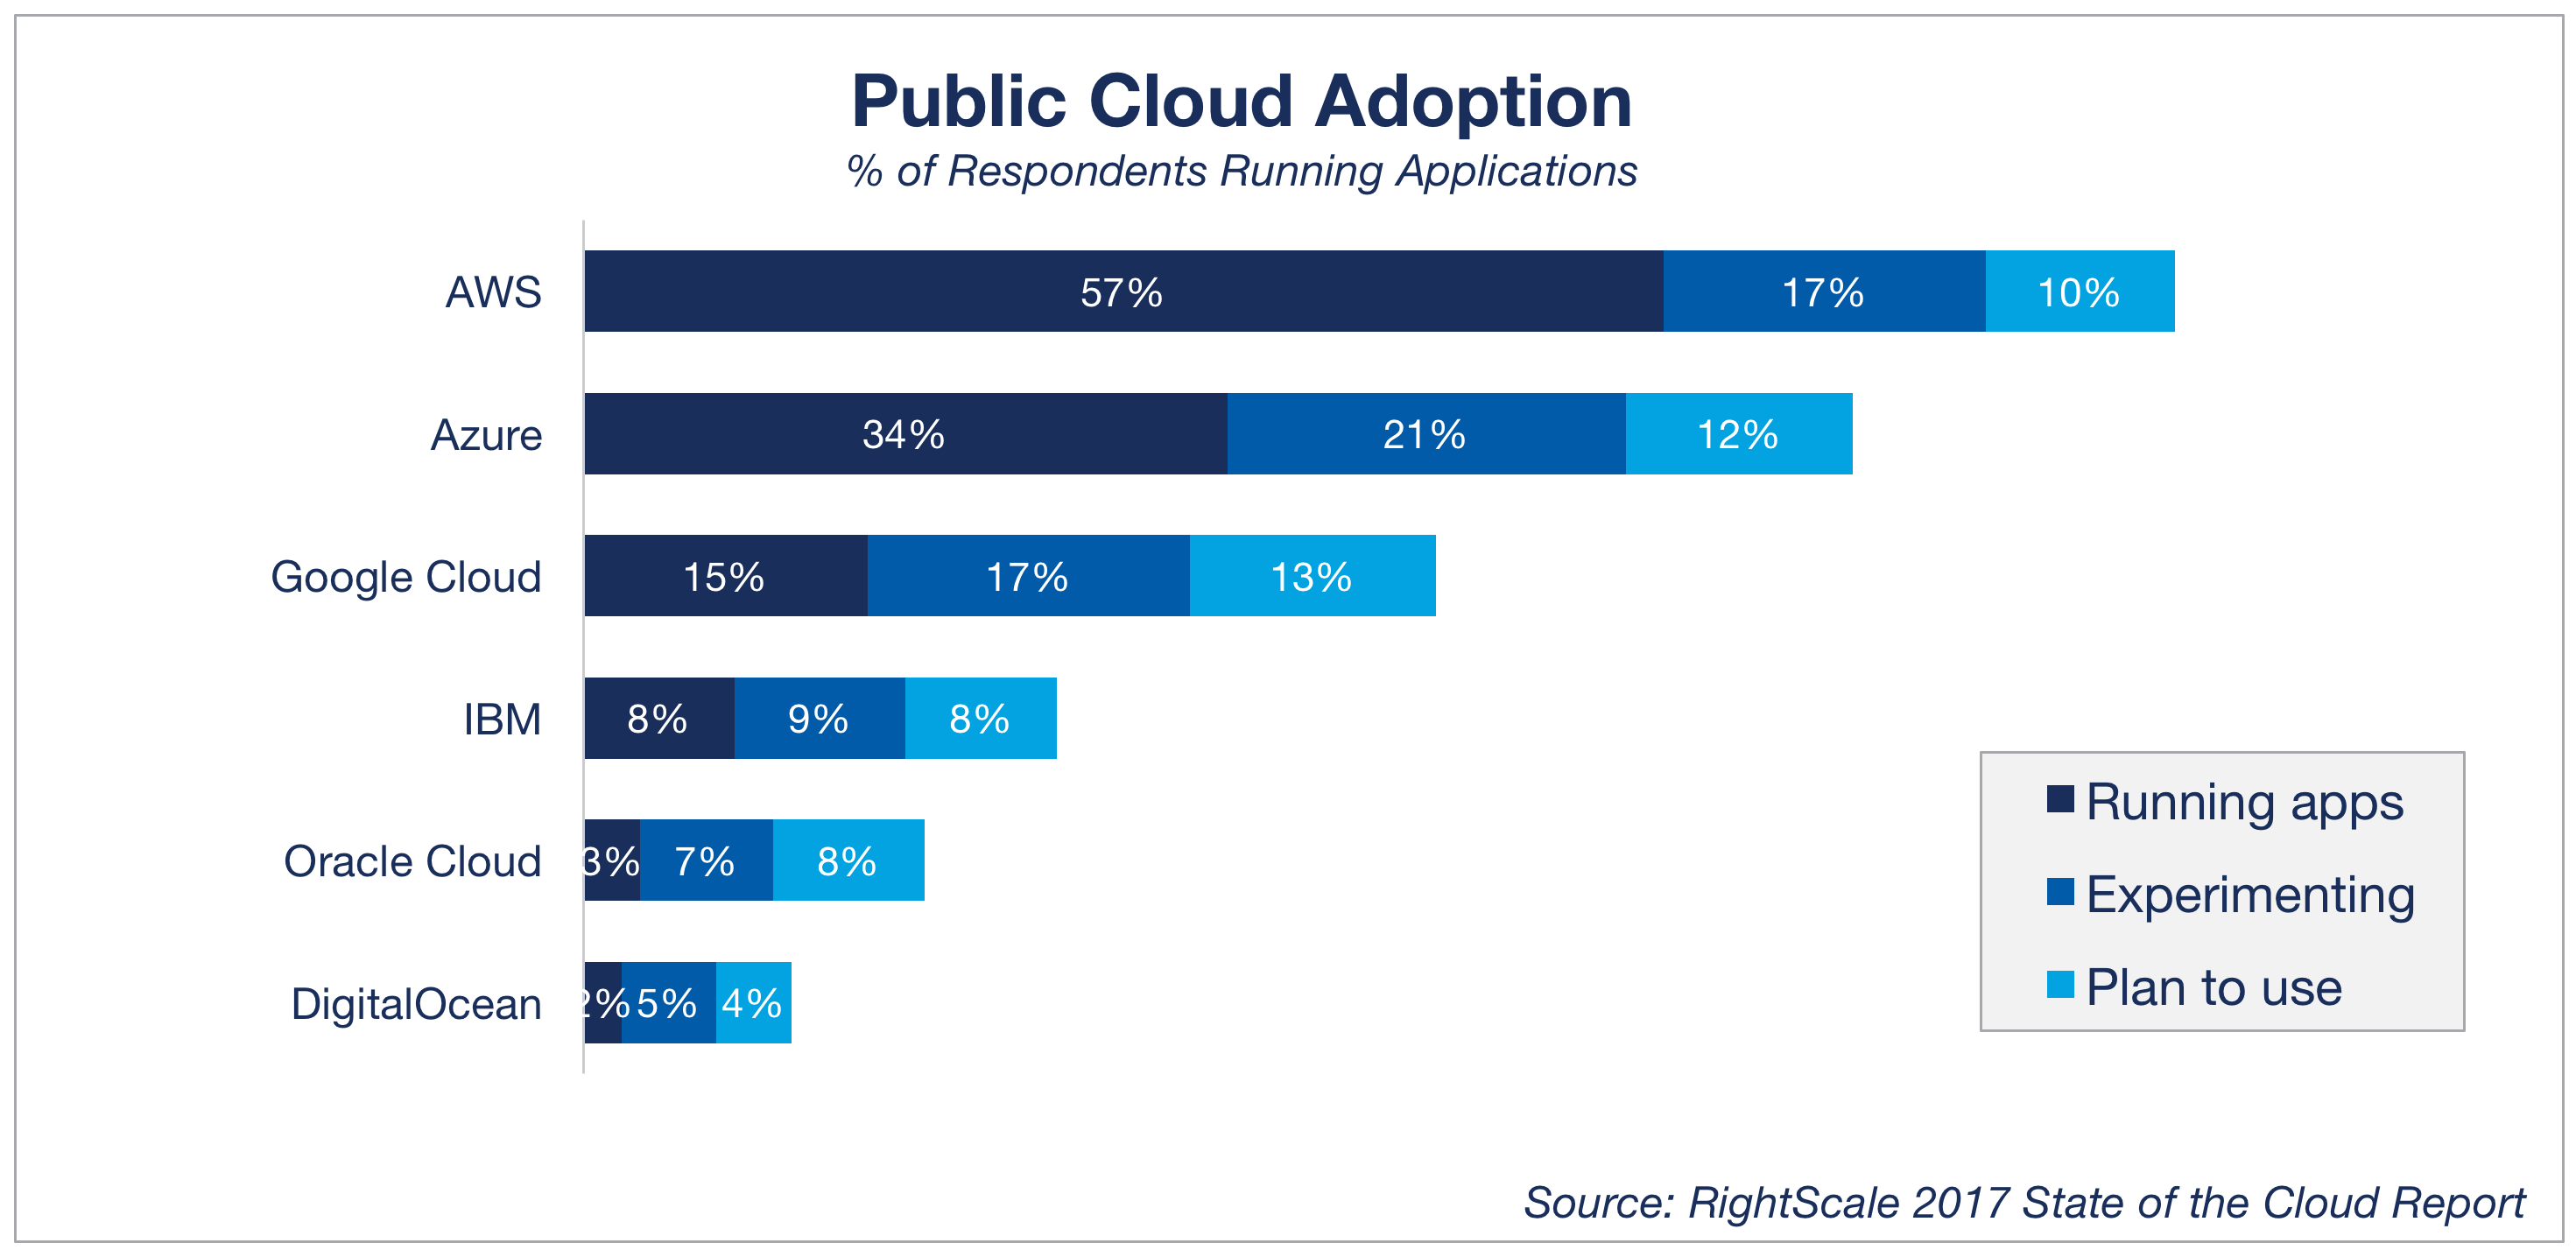 Public Cloud Adoption
% of Respondents Running Applications
AWS 57% 17% 10%
Azure 34% 21% 12%
Google Cloud 15% 17% 13%
IBM 8% 9% 8%
Oracle Cloud 3% 7% 8%
DigitalOcean 2% 5% 4%
Running apps
Experimenting
Plan to use
Source: RightScale 2017 State of the Cloud Report